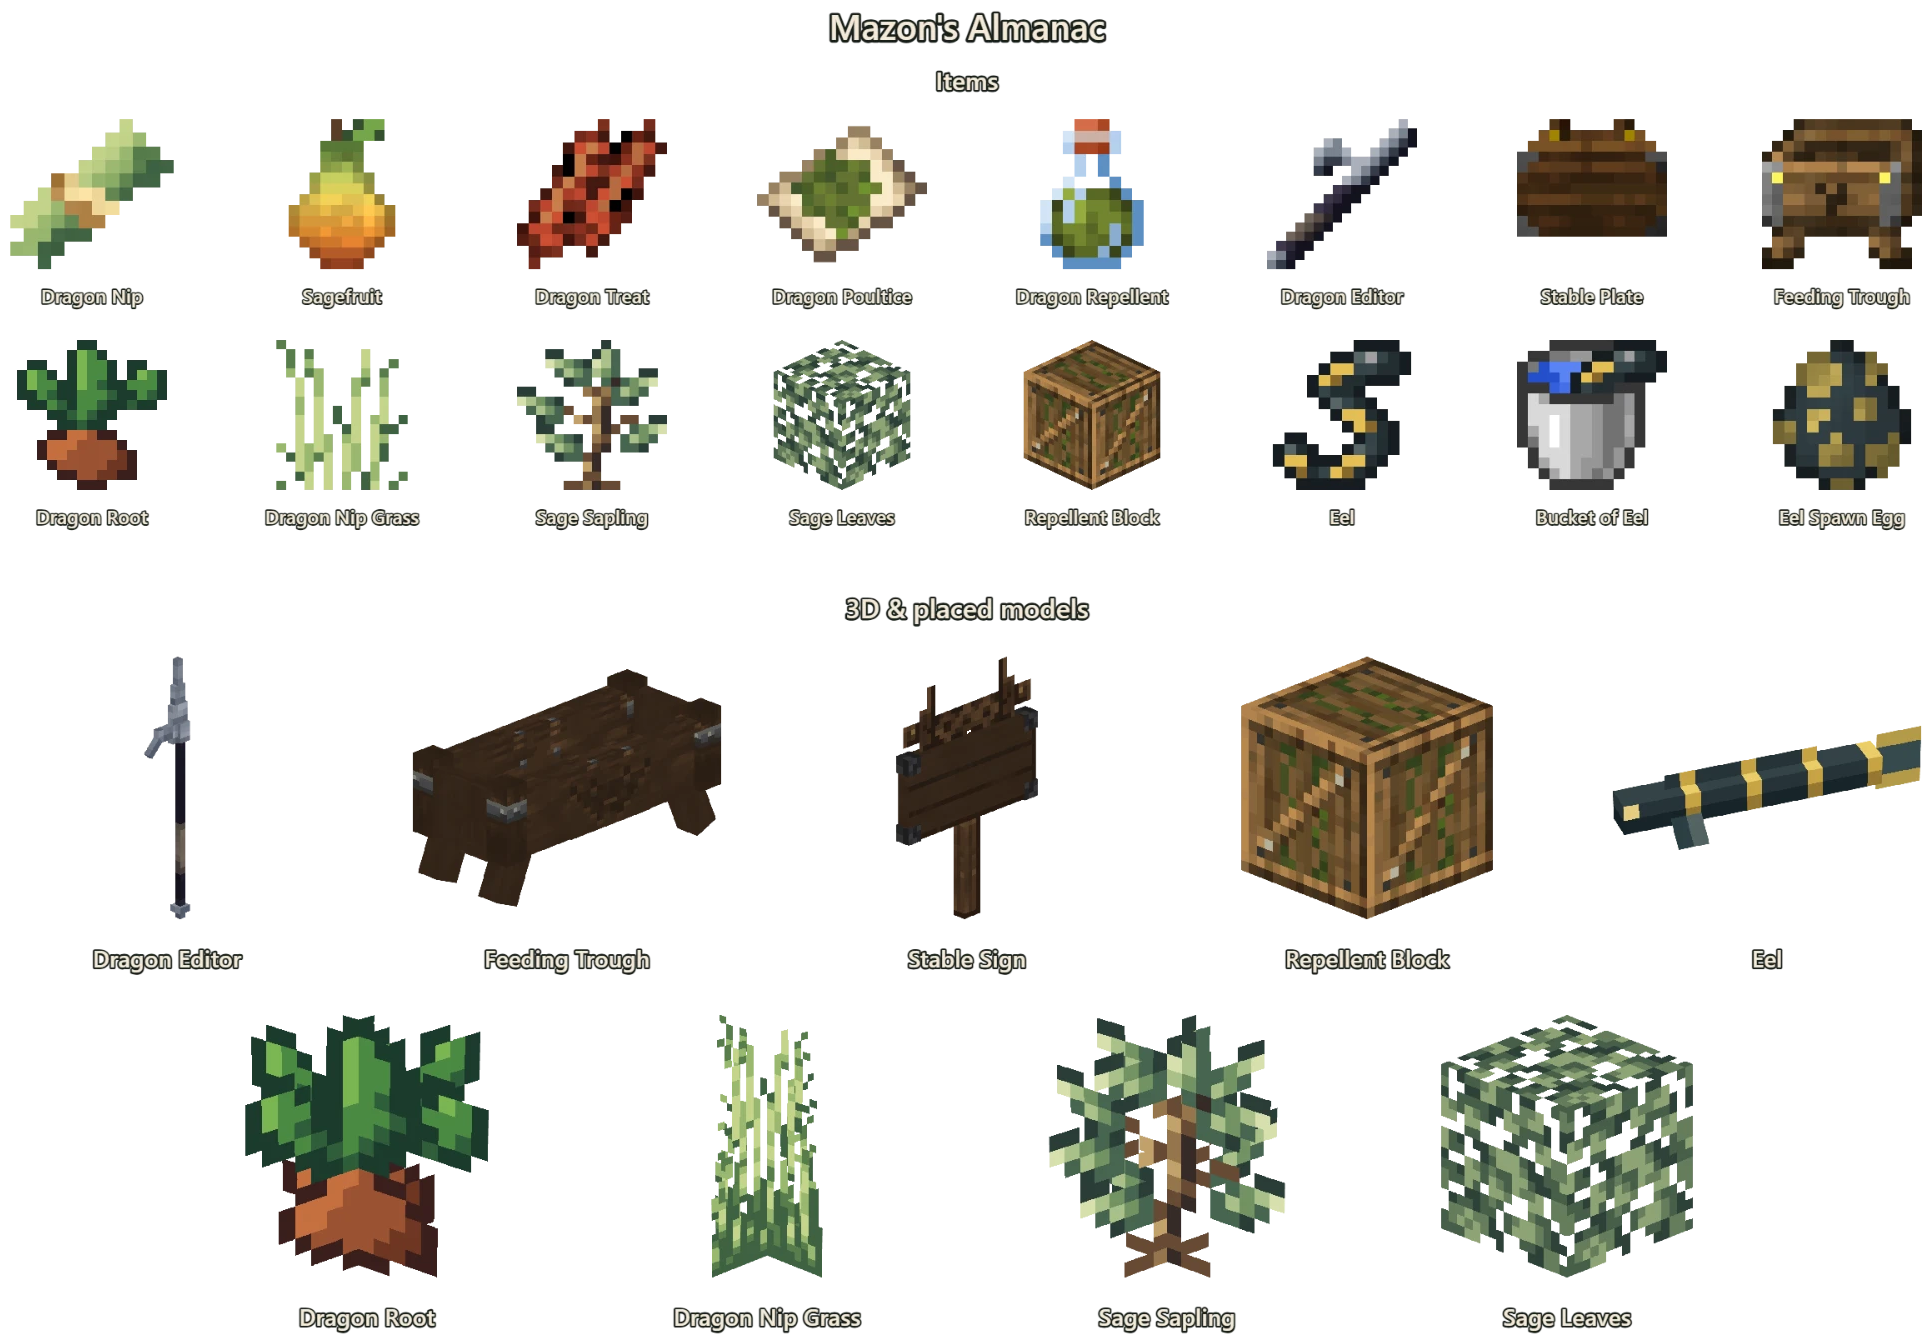 Mazon's Almanac
Items
Dragon Nip
Sagefruit
Dragon Treat
Dragon Poultice
Dragon Repellent
Dragon Editor
Stable Plate
Feeding Trough
Dragon Root
Dragon Nip Grass
Sage Sapling
Sage Leaves
Repellent Block
Eel
Bucket of Eel
Eel Spawn Egg
3D & placed models
Dragon Editor
Feeding Trough
Stable Sign
Repellent Block
Eel
Dragon Root
Dragon Nip Grass
Sage Sapling
Sage Leaves